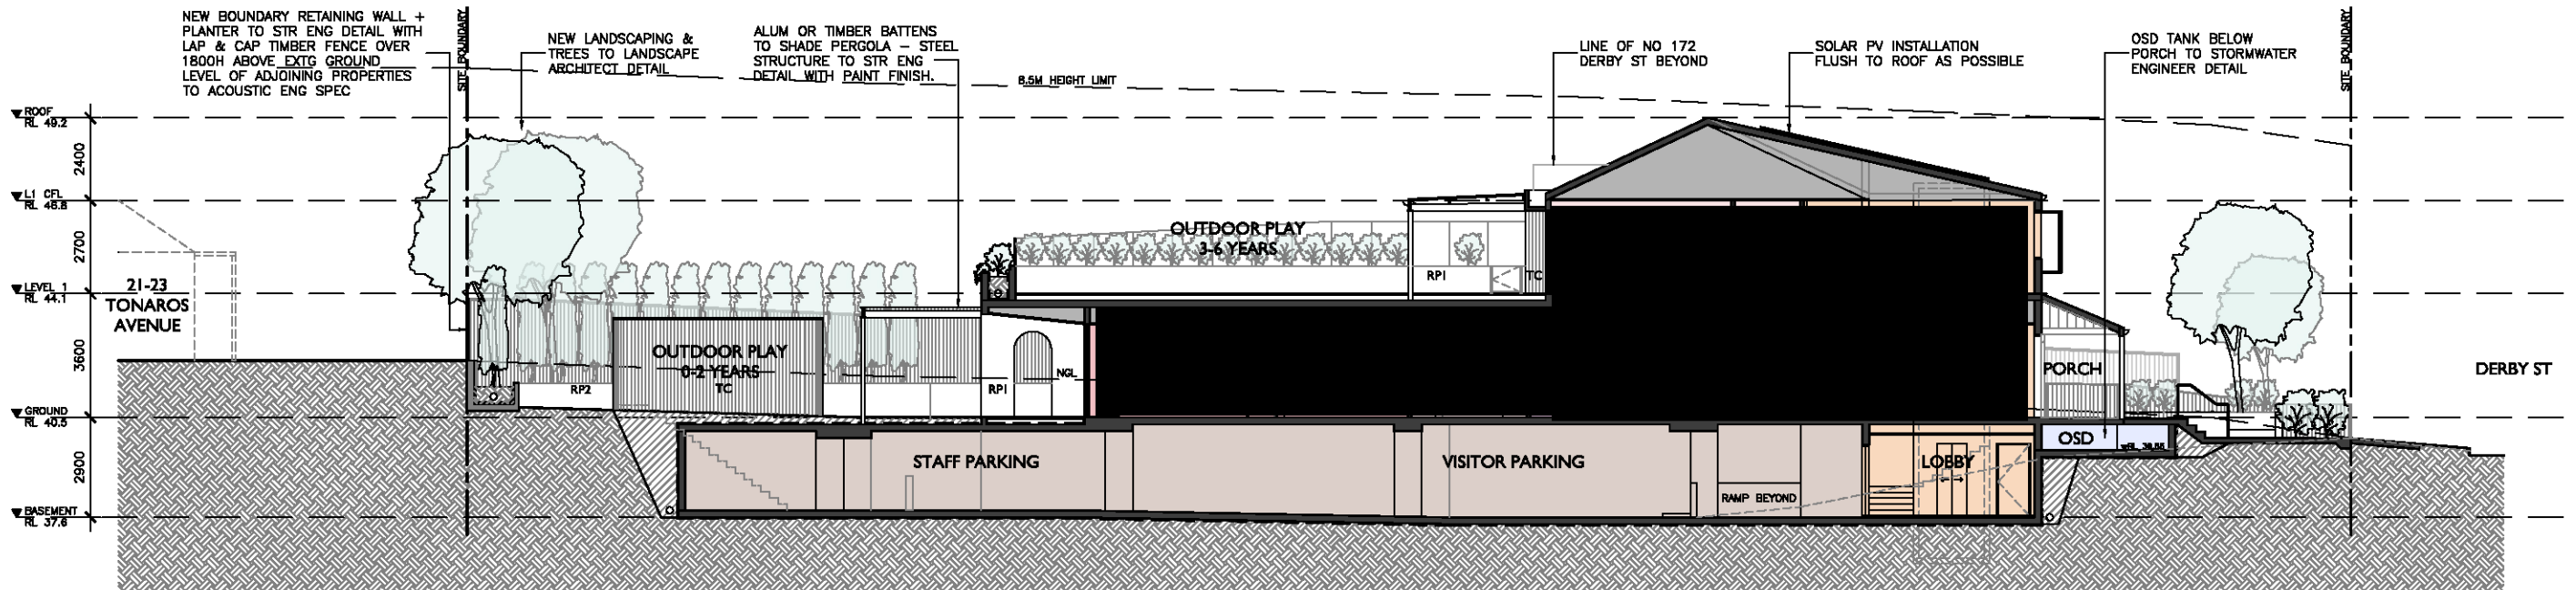 NEW BOUNDARY RETAINING WALL +
PLANTER TO STR ENG DETAIL WITH
LAP & CAP TIMBER FENCE OVER
1800H ABOVE EXTG GROUND
LEVEL OF ADJOINING PROPERTIES
TO ACOUSTIC ENG SPEC
SITE BOUNDARY
NEW LANDSCAPING &
TREES TO LANDSCAPE
ARCHITECT DETAIL
ALUM OR TIMBER BATTENS
TO SHADE PERGOLA – STEEL
STRUCTURE TO STR ENG
DETAIL WITH PAINT FINISH.
8.5M HEIGHT LIMIT
LINE OF NO 172
DERBY ST BEYOND
SOLAR PV INSTALLATION
FLUSH TO ROOF AS POSSIBLE
OSD TANK BELOW
PORCH TO STORMWATER
ENGINEER DETAIL
SITE BOUNDARY
ROOF
RL 49.2
2400
L1 CFL
RL 46.8
2700
LEVEL 1
RL 44.1
3600
GROUND
RL 40.5
2900
BASEMENT
RL 37.6
21-23
TONAROS
AVENUE
OUTDOOR PLAY
3-6 YEARS
RP1
TC
OUTDOOR PLAY
0-2 YEARS
TC
RP2
RP1
NGL
PORCH
DERBY ST
OSD
STAFF PARKING
VISITOR PARKING
LOBBY
RAMP BEYOND